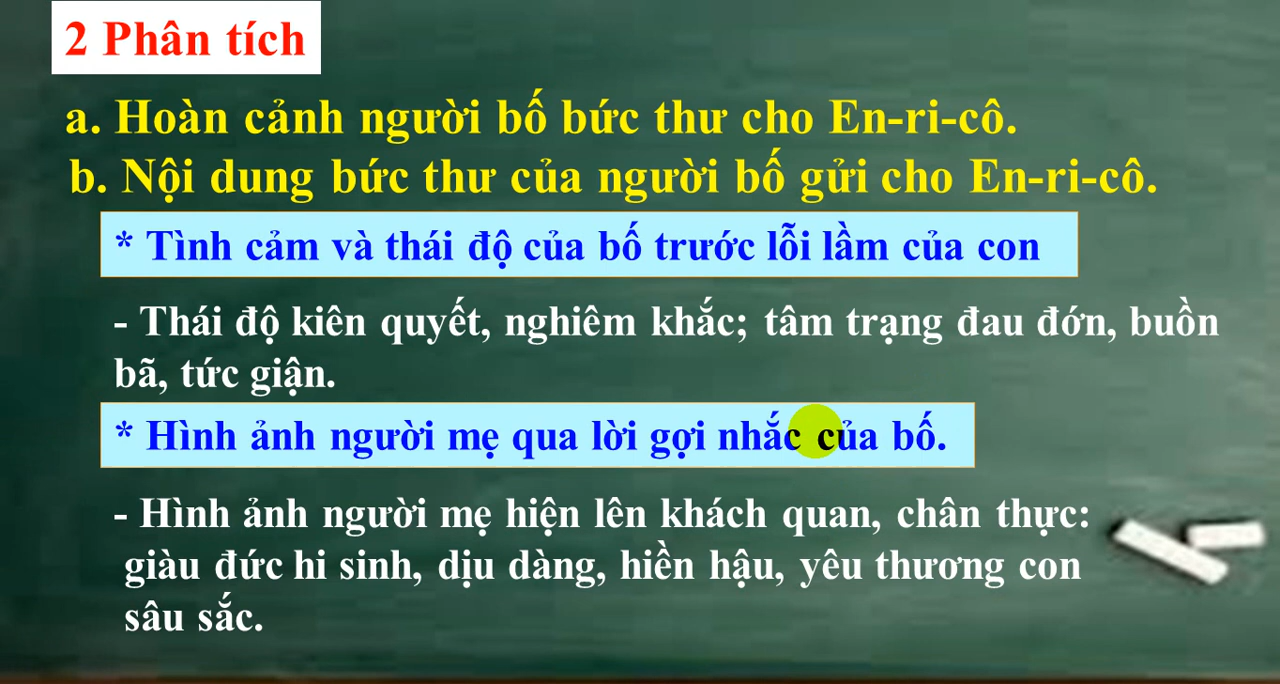 2 Phân tích
a. Hoàn cảnh người bố bức thư cho En-ri-cô.
b. Nội dung bức thư của người bố gửi cho En-ri-cô.
* Tình cảm và thái độ của bố trước lỗi lầm của con
- Thái độ kiên quyết, nghiêm khắc; tâm trạng đau đớn, buồn
bã, tức giận.
* Hình ảnh người mẹ qua lời gợi nhắc của bố.
- Hình ảnh người mẹ hiện lên khách quan, chân thực:
giàu đức hi sinh, dịu dàng, hiền hậu, yêu thương con
sâu sắc.